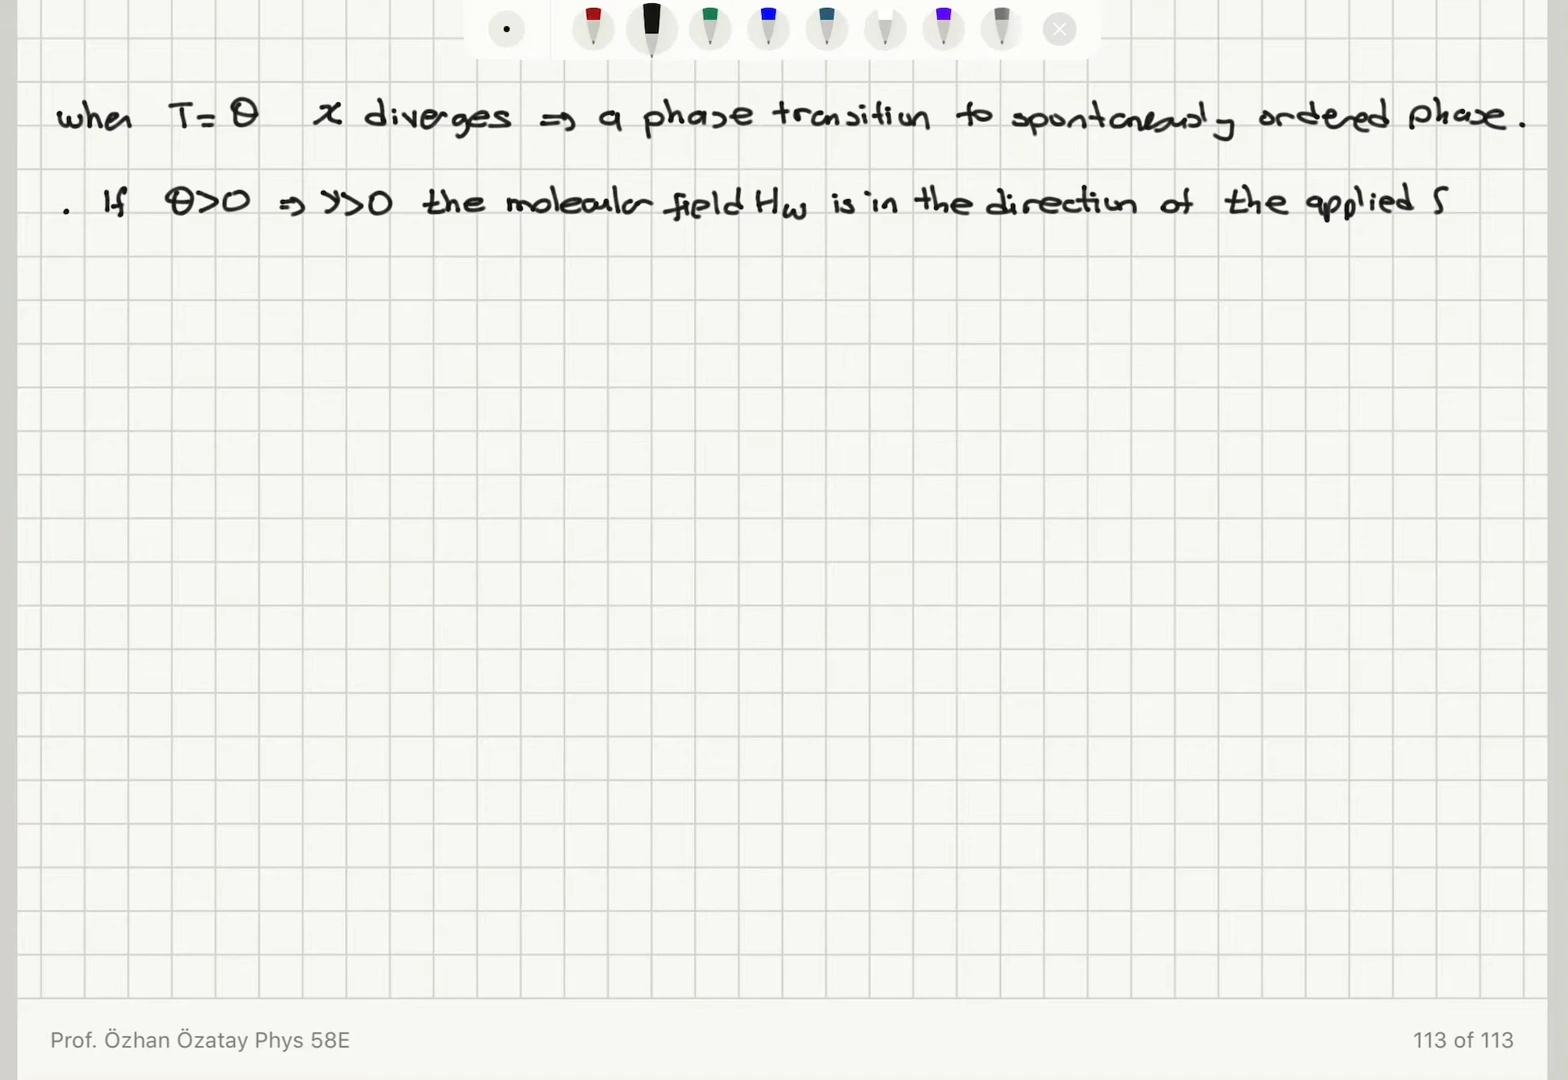 when T = θ χ diverges ⇒ a phase transition to spontaneously ordered phase.
. If θ>0 ⇒ γ>0 the molecular field Hw is in the direction of the applied
Prof. Özhan Özatay Phys 58E
113 of 113